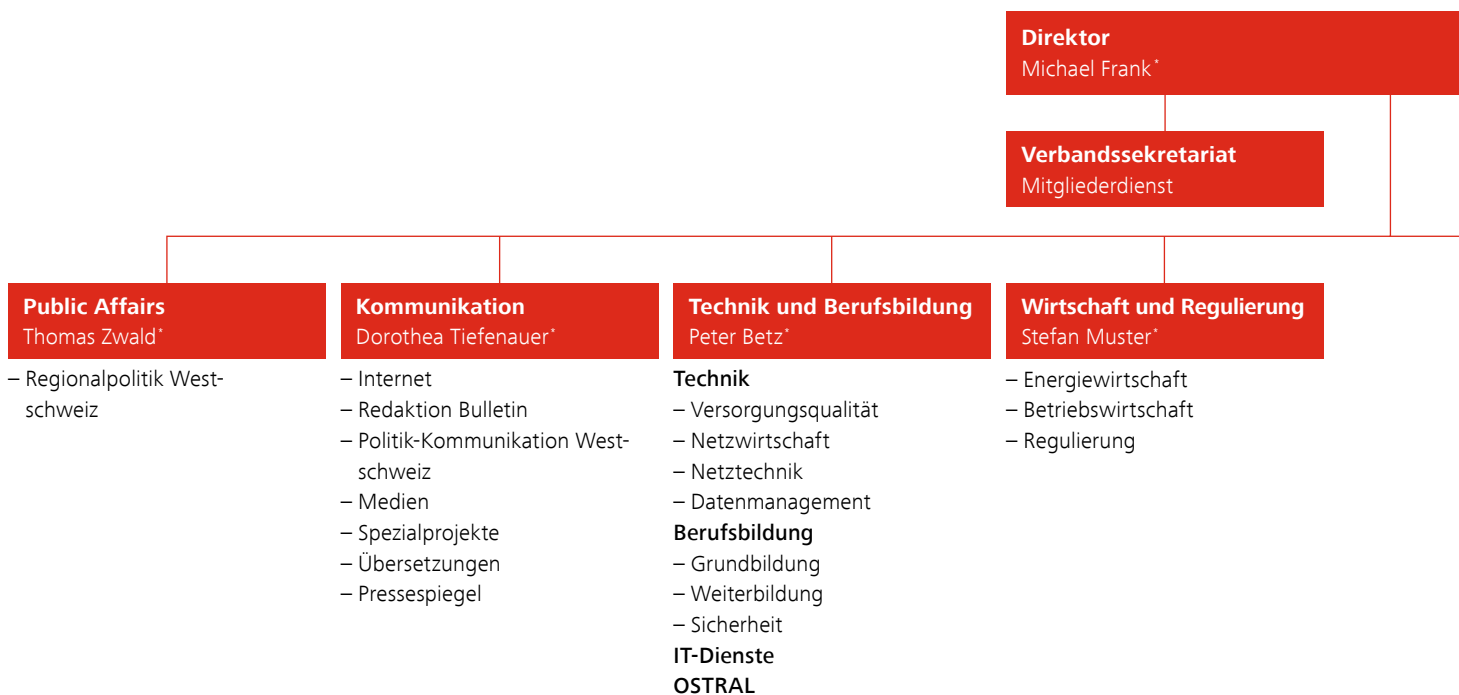 Direktor
Michael Frank*
Verbandssekretariat
Mitgliederdienst
Public Affairs
Thomas Zwald*
– Regionalpolitik West-
schweiz
Kommunikation
Dorothea Tiefenauer*
– Internet
– Redaktion Bulletin
– Politik-Kommunikation West-
schweiz
– Medien
– Spezialprojekte
– Übersetzungen
– Pressespiegel
Technik und Berufsbildung
Peter Betz*
Technik
– Versorgungsqualität
– Netzwirtschaft
– Netztechnik
– Datenmanagement
Berufsbildung
– Grundbildung
– Weiterbildung
– Sicherheit
IT-Dienste
OSTRAL
Wirtschaft und Regulierung
Stefan Muster*
– Energiewirtschaft
– Betriebswirtschaft
– Regulierung